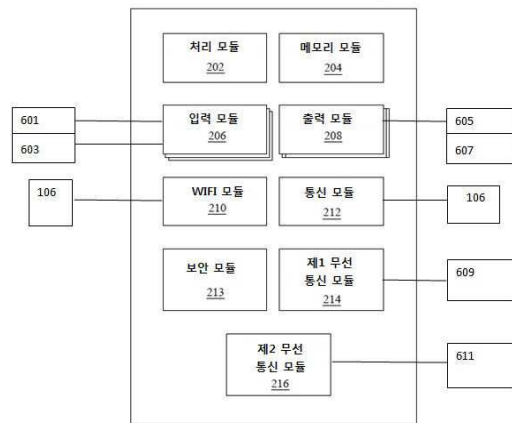 처리 모듈
202
메모리 모듈
204
601
603
입력 모듈
206
출력 모듈
208
605
607
106
WIFI 모듈
210
통신 모듈
212
106
보안 모듈
213
제1 무선
통신 모듈
214
609
제2 무선
통신 모듈
216
611